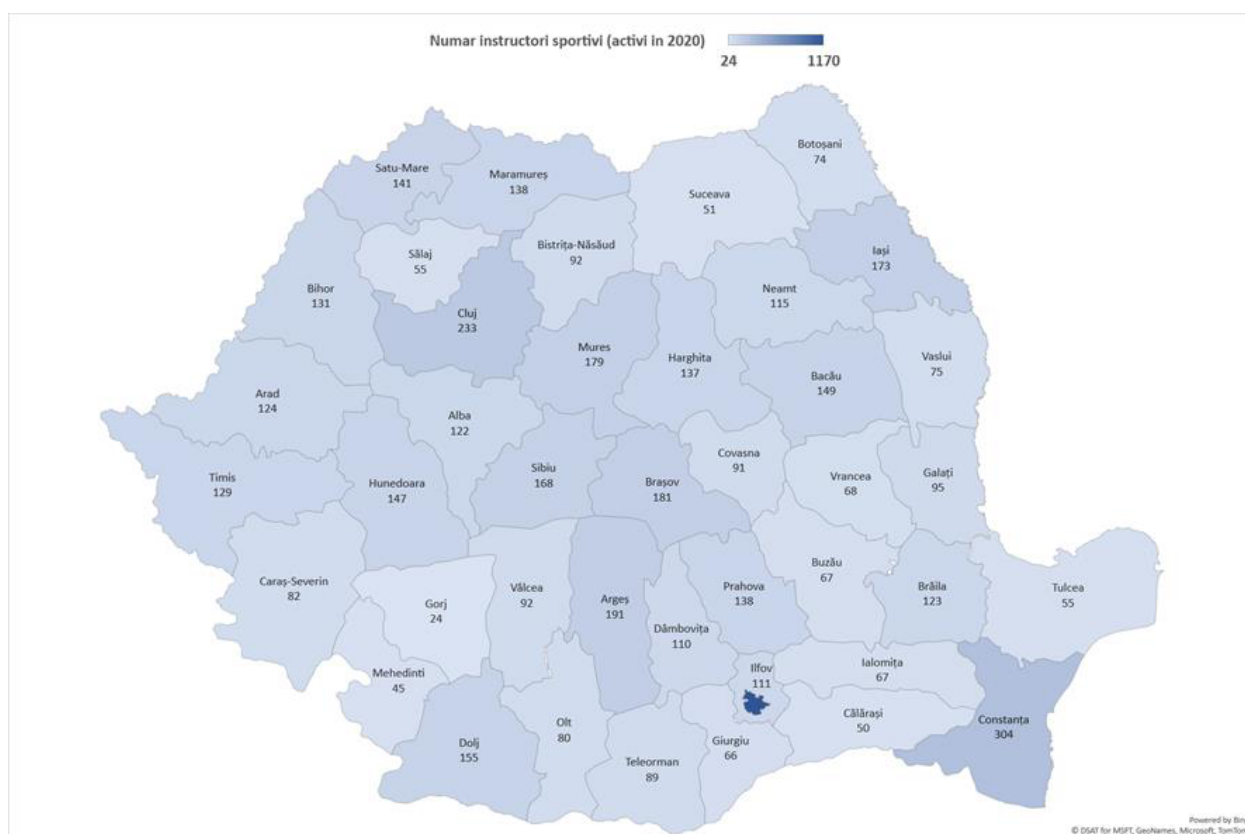 Numar instructori sportivi (activi in 2020)
24 1170
Botoșani
74
Satu-Mare
141
Maramureș
138
Suceava
51
Iași
173
Sălaj
55
Bistrița-Năsăud
92
Bihor
131
Neamt
115
Cluj
233
Mures
179
Harghita
137
Vaslui
75
Bacău
149
Arad
124
Alba
122
Covasna
91
Sibiu
168
Vrancea
68
Galați
95
Timis
129
Hunedoara
147
Brașov
181
Buzău
67
Caraș-Severin
82
Vâlcea
92
Prahova
138
Brăila
123
Tulcea
55
Gorj
24
Argeș
191
Dâmbovița
110
Ilfov
111
Ialomița
67
Mehedinti
45
Călărași
50
Constanța
304
Olt
80
Giurgiu
66
Dolj
155
Teleorman
89
Powered by Bing
© DSAT for MSFT, GeoNames, Microsoft, TomTom